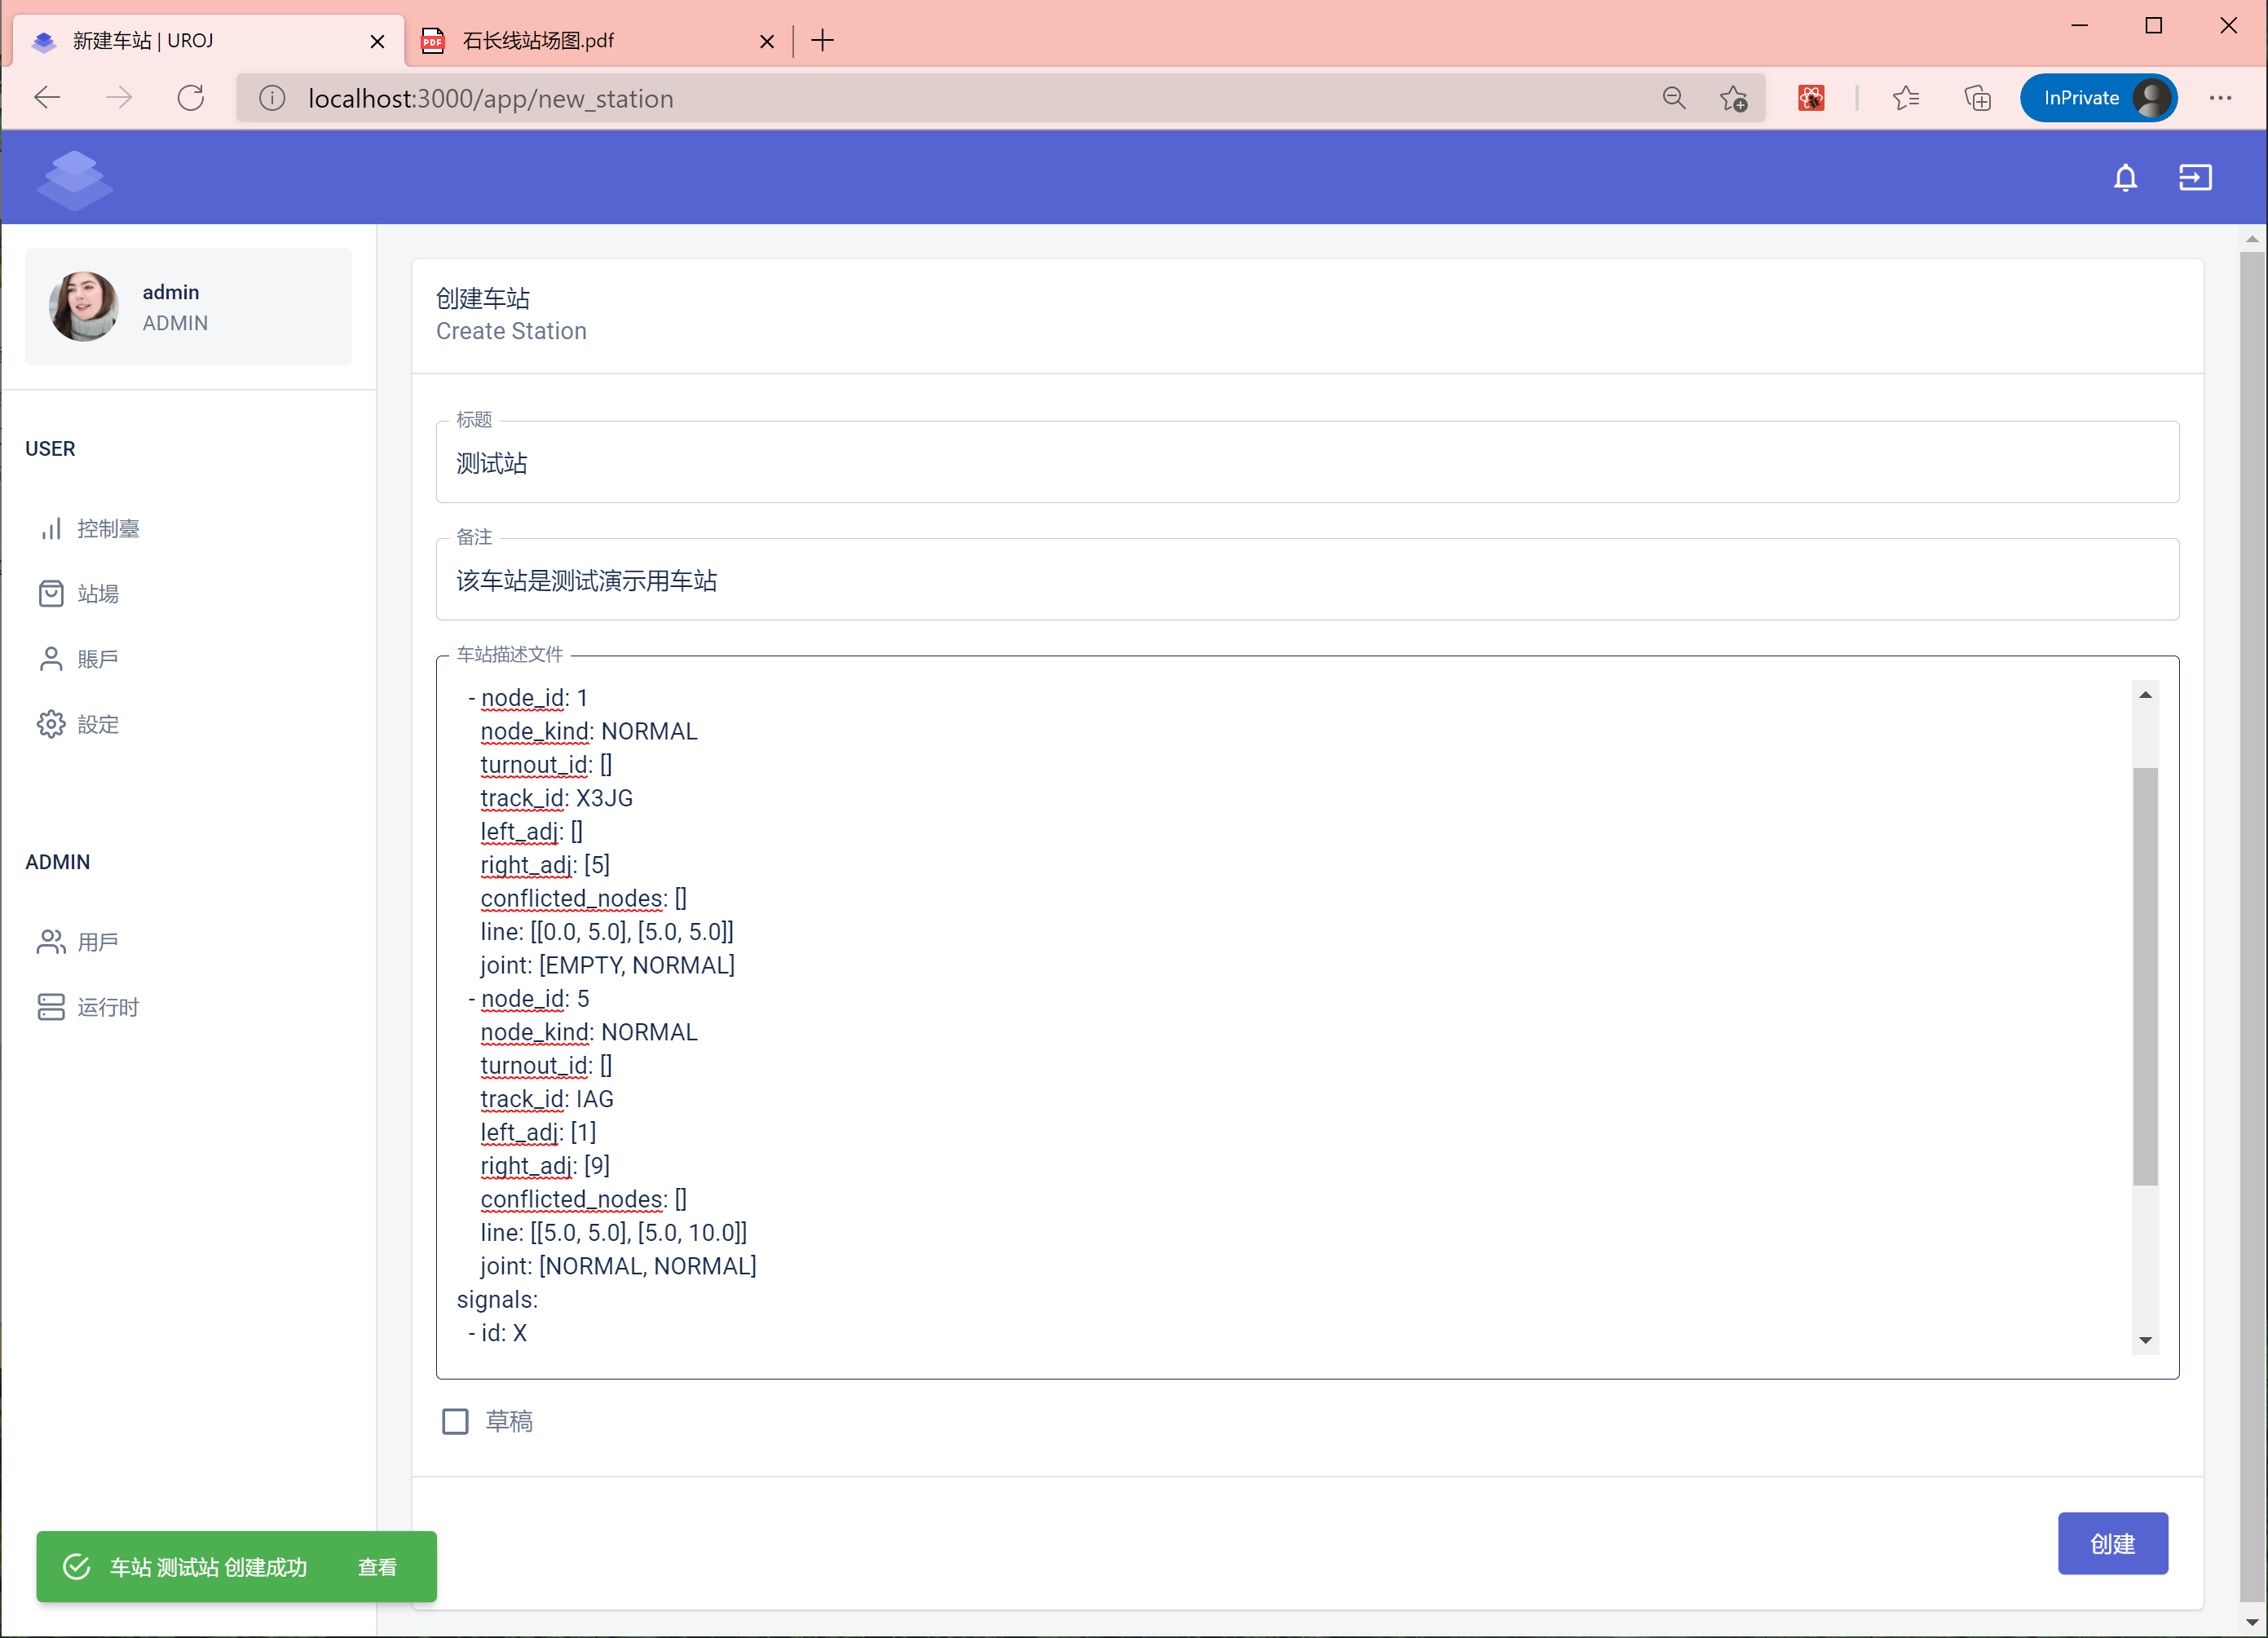 新建车站 | UROJ
石长线站场图.pdf
localhost:3000/app/new_station
InPrivate
admin
ADMIN
USER
控制臺
站場
賬戶
設定
ADMIN
用戶
运行时
创建车站
Create Station
标题
测试站
备注
该车站是测试演示用车站
车站描述文件
- node_id: 1
node_kind: NORMAL
turnout_id: []
track_id: X3JG
left_adj: []
right_adj: [5]
conflicted_nodes: []
line: [[0.0, 5.0], [5.0, 5.0]]
joint: [EMPTY, NORMAL]
- node_id: 5
node_kind: NORMAL
turnout_id: []
track_id: IAG
left_adj: [1]
right_adj: [9]
conflicted_nodes: []
line: [[5.0, 5.0], [5.0, 10.0]]
joint: [NORMAL, NORMAL]
signals:
- id: X
草稿
创建
车站 测试站 创建成功 查看